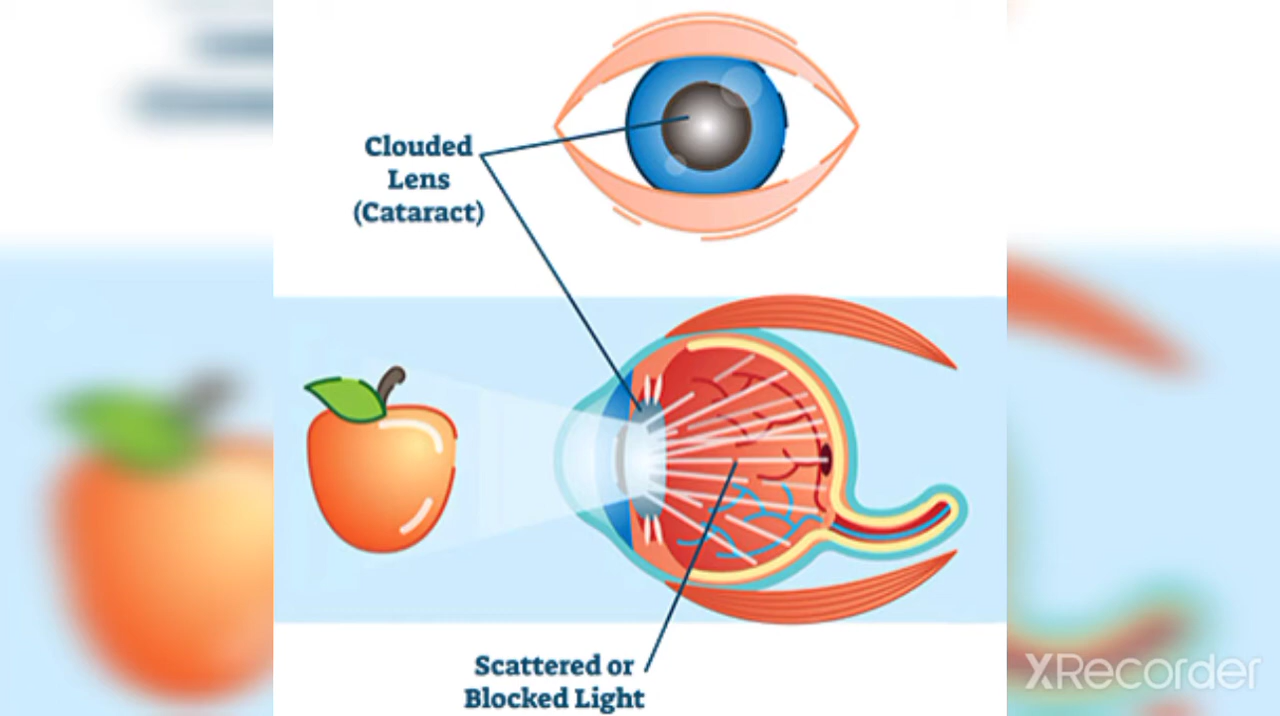 Clouded
Lens
(Cataract)
Scattered or
Blocked Light
XRecorder